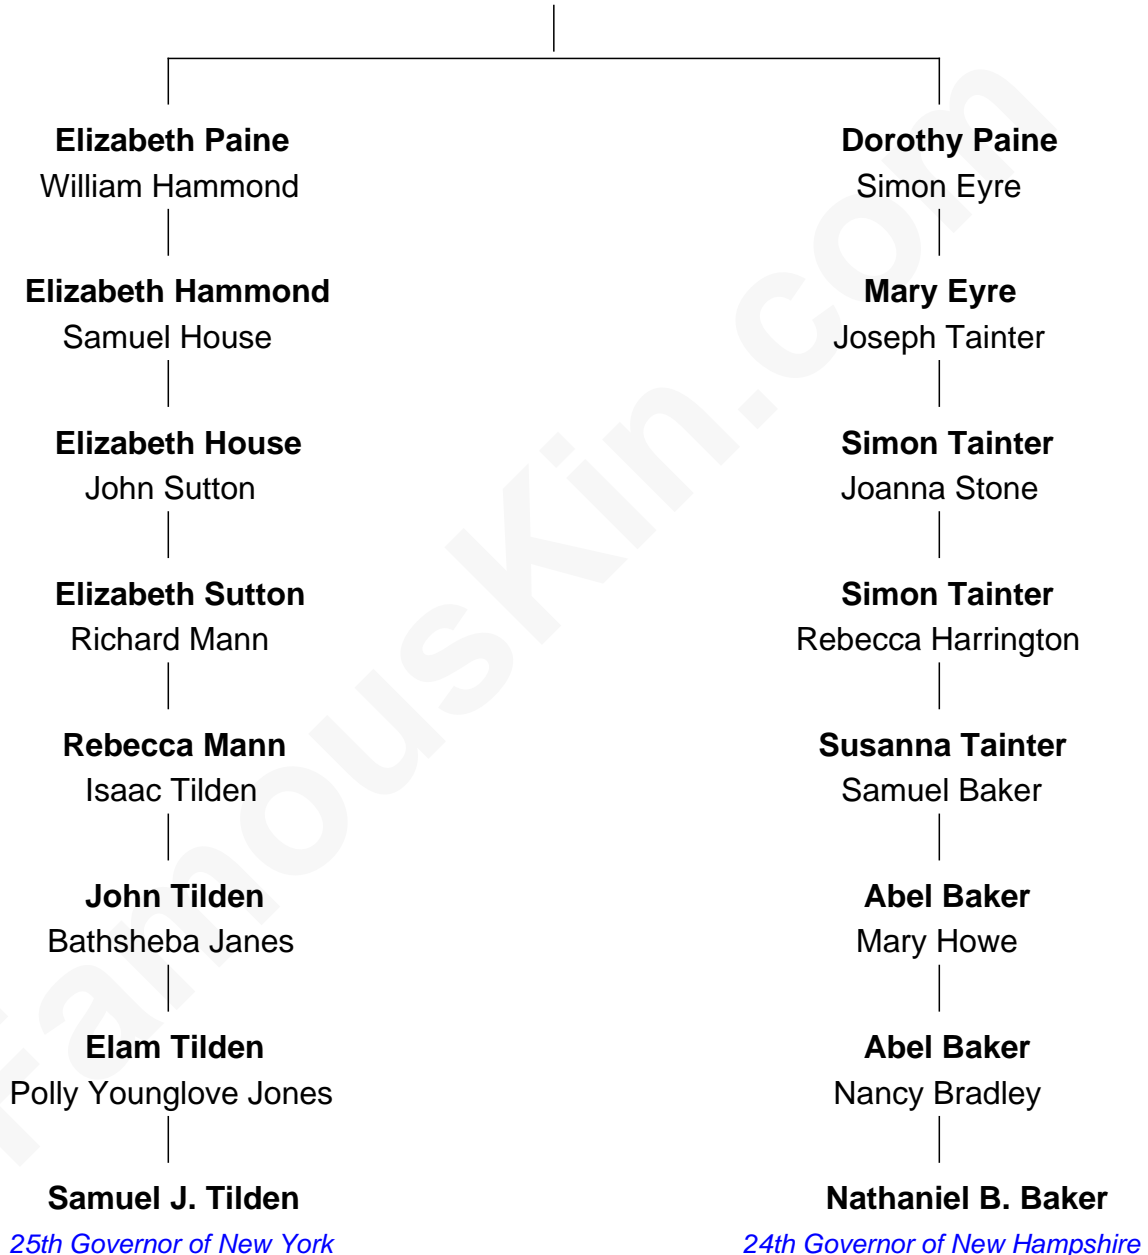 Elizabeth Paine
William Hammond
Elizabeth Hammond
Samuel House
Elizabeth House
John Sutton
Elizabeth Sutton
Richard Mann
Rebecca Mann
Isaac Tilden
John Tilden
Bathsheba Janes
Elam Tilden
Polly Younglove Jones
Samuel J. Tilden
25th Governor of New York
Dorothy Paine
Simon Eyre
Mary Eyre
Joseph Tainter
Simon Tainter
Joanna Stone
Simon Tainter
Rebecca Harrington
Susanna Tainter
Samuel Baker
Abel Baker
Mary Howe
Abel Baker
Nancy Bradley
Nathaniel B. Baker
24th Governor of New Hampshire
FamousKin.com